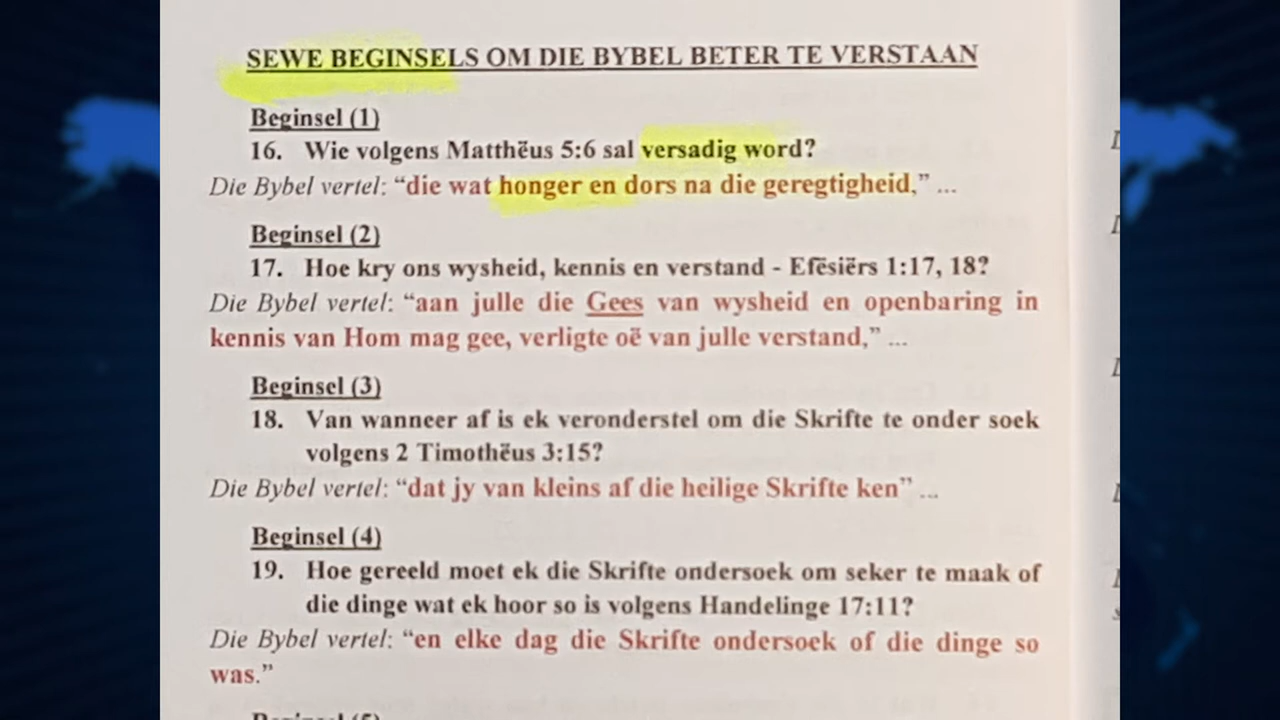 SEWE BEGINSELS OM DIE BYBEL BETER TE VERSTAAN
Beginsel (1)
16. Wie volgens Matthëus 5:6 sal versadig word?
Die Bybel vertel: “die wat honger en dors na die geregtigheid,” ...
Beginsel (2)
17. Hoe kry ons wysheid, kennis en verstand - Efésiërs 1:17, 18?
Die Bybel vertel: “aan julle die Gees van wysheid en openbaring in
kennis van Hom mag gee, verligte oë van julle verstand,” ...
Beginsel (3)
18. Van wanneer af is ek veronderstel om die Skrifte te onder soek
volgens 2 Timothëus 3:15?
Die Bybel vertel: “dat jy van kleins af die heilige Skrifte ken” ...
Beginsel (4)
19. Hoe gereeld moet ek die Skrifte ondersoek om seker te maak of
die dinge wat ek hoor so is volgens Handelinge 17:11?
Die Bybel vertel: “en elke dag die Skrifte ondersoek of die dinge so
was.”
Beginsel (5)